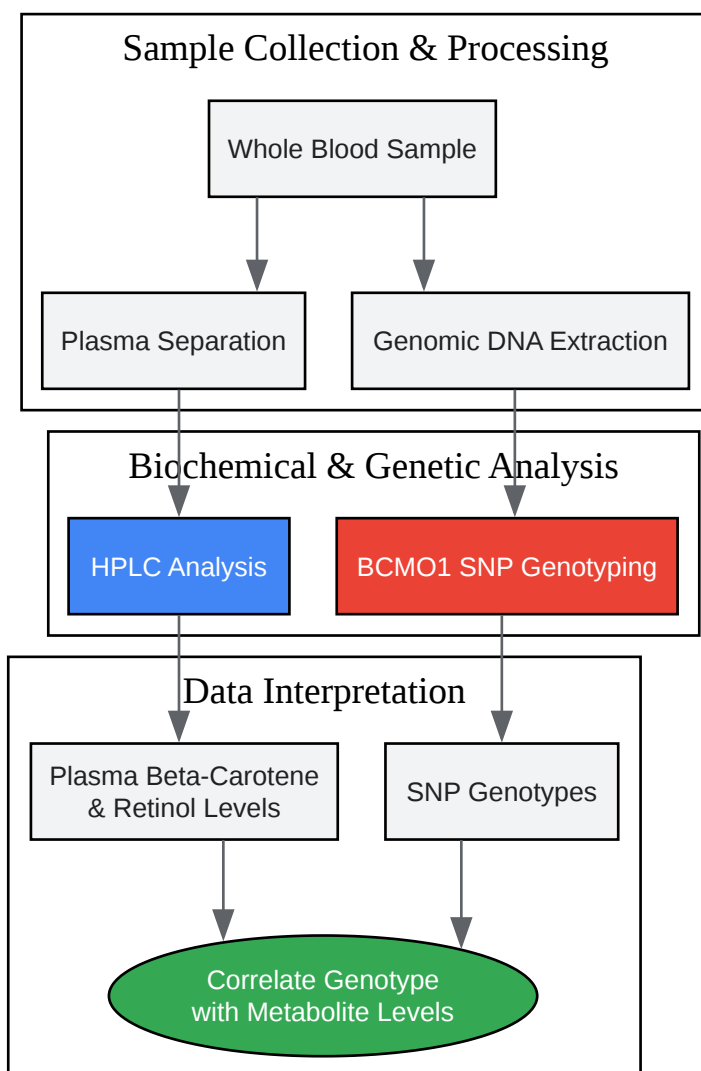 Sample Collection & Processing
Whole Blood Sample
Plasma Separation
Genomic DNA Extraction
Biochemical & Genetic Analysis
HPLC Analysis
BCMO1 SNP Genotyping
Data Interpretation
Plasma Beta-Carotene
& Retinol Levels
SNP Genotypes
Correlate Genotype
with Metabolite Levels